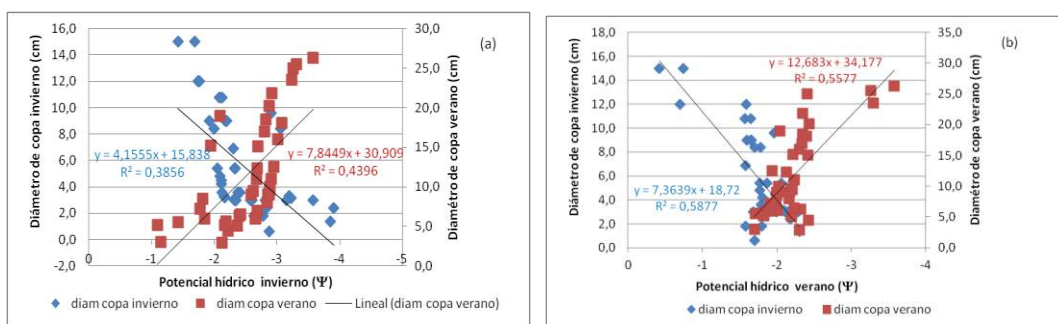 (a)
Diámetro de copa invierno (cm)
16,0
14,0
12,0
10,0
8,0
6,0
4,0
2,0
0,0
-2,0
30,0
25,0
20,0
15,0
10,0
5,0
0,0
Diamétro de copa verano (cm)
y = 4,1555x + 15,838
R² = 0,3856
y = 7,8449x + 30,909
R² = 0,4396
0 -1 -2 -3 -4 -5
Potencial hídrico invierno (Ψ)
diam copa invierno
diam copa verano
Lineal (diam copa verano)
(b)
Diámetro de copa invierno (cm)
18,0
16,0
14,0
12,0
10,0
8,0
6,0
4,0
2,0
0,0
35,0
30,0
25,0
20,0
15,0
10,0
5,0
0,0
Diámetro de copa verano (cm)
y = 12,683x + 34,177
R² = 0,5577
y = 7,3639x + 18,72
R² = 0,5877
0 -1 -2 -3 -4
Potencial hídrico verano (Ψ)
diam copa invierno
diam copa verano